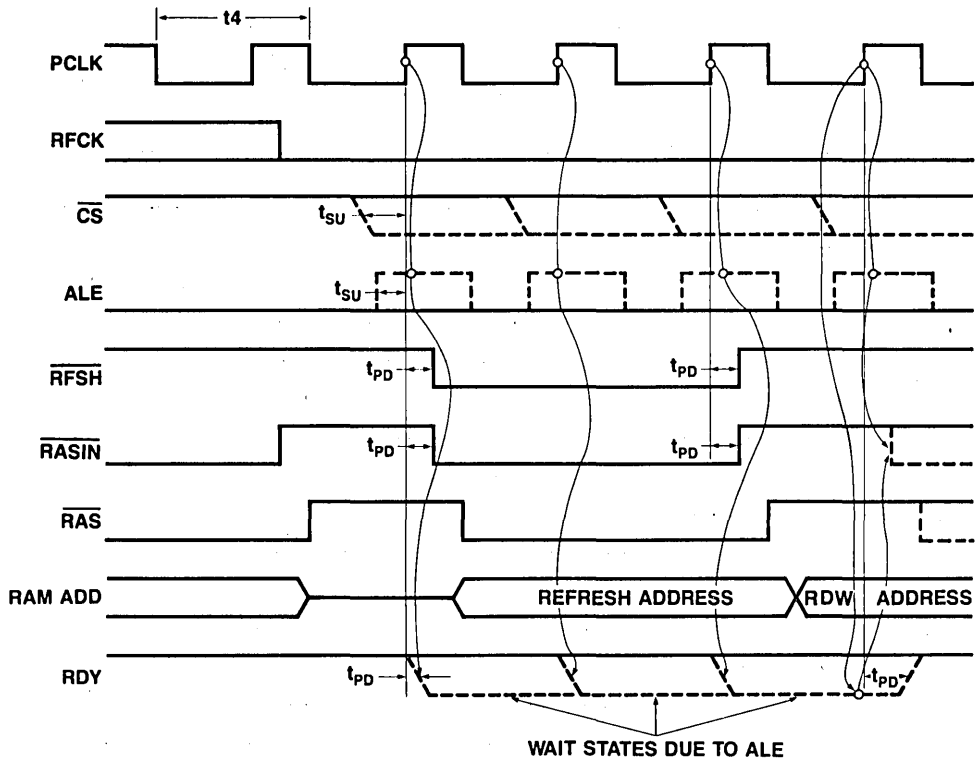 t4
PCLK
RFCK
CS
tSU
ALE
tSU
RFSH
tPD
tPD
RASIN
tPD
tPD
RAS
RAM ADD
REFRESH ADDRESS
RDW ADDRESS
RDY
tPD
tPD
WAIT STATES DUE TO ALE